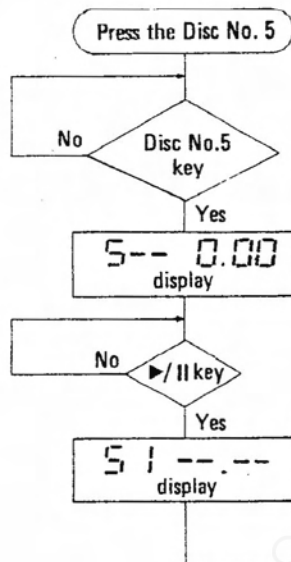 Press the Disc No. 5
No
Disc No.5
key
Yes
5-- 0.00
display
No
►/II key
Yes
5 1 --.--
display